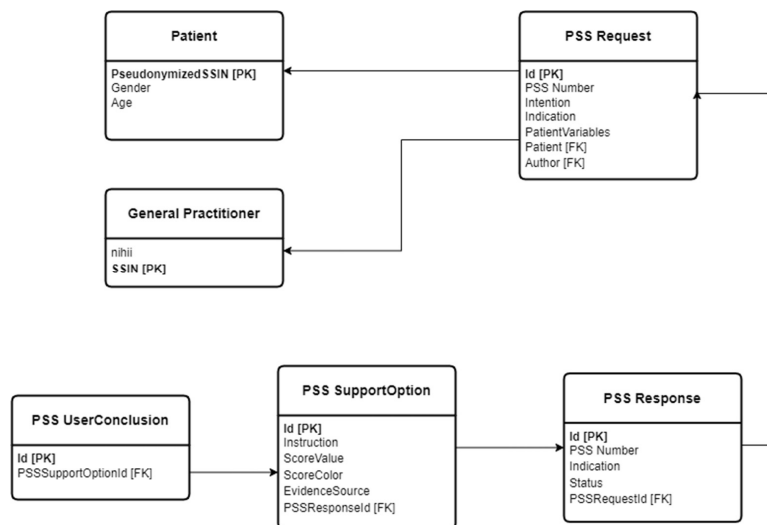 Patient
PseudonymizedSSIN [PK]
Gender
Age
PSS Request
Id [PK]
PSS Number
Intention
Indication
PatientVariables
Patient [FK]
Author [FK]
General Practitioner
nihii
SSIN [PK]
PSS UserConclusion
Id [PK]
PSSSupportOptionId [FK]
PSS SupportOption
Id [PK]
Instruction
ScoreValue
ScoreColor
EvidenceSource
PSSResponseId [FK]
PSS Response
Id [PK]
PSS Number
Indication
Status
PSSRequestId [FK]